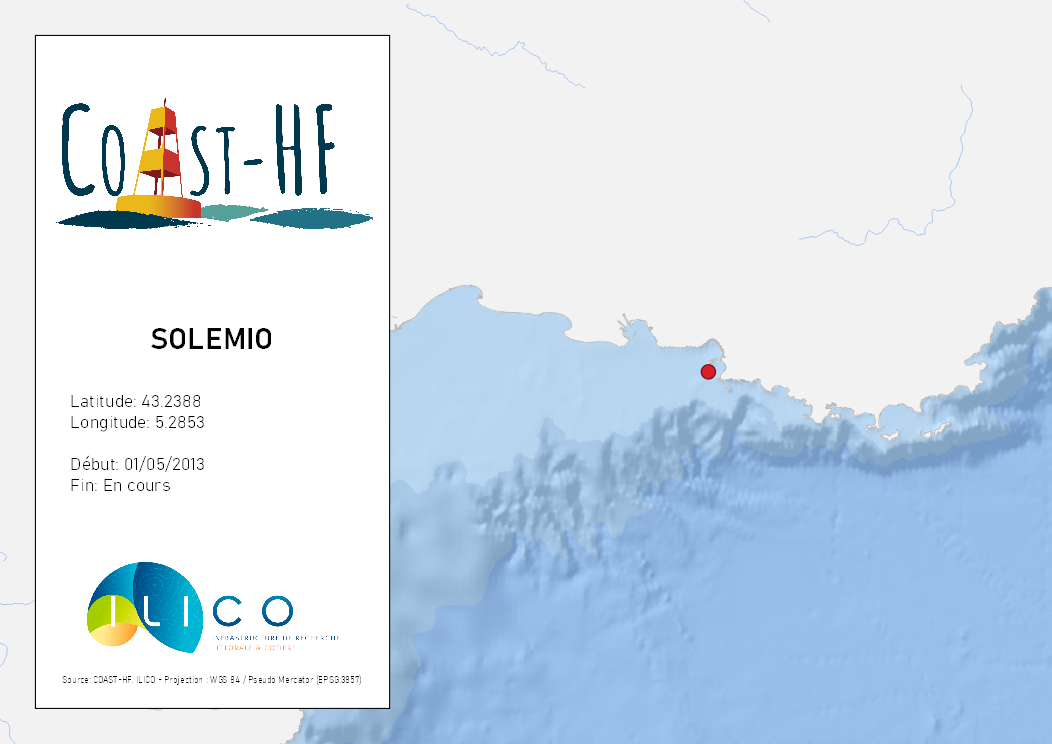 COAST-HF
SOLEMIO
Latitude: 43.2388
Longitude: 5.2853
Début: 01/05/2013
Fin: En cours
ILICO
INFRASTRUCTURE DE RECHERCHE
LITTORALE & CÔTIÈRE
Source: COAST-HF, ILICO - Projection : WGS 84 / Pseudo Mercator (EPSG:3857)